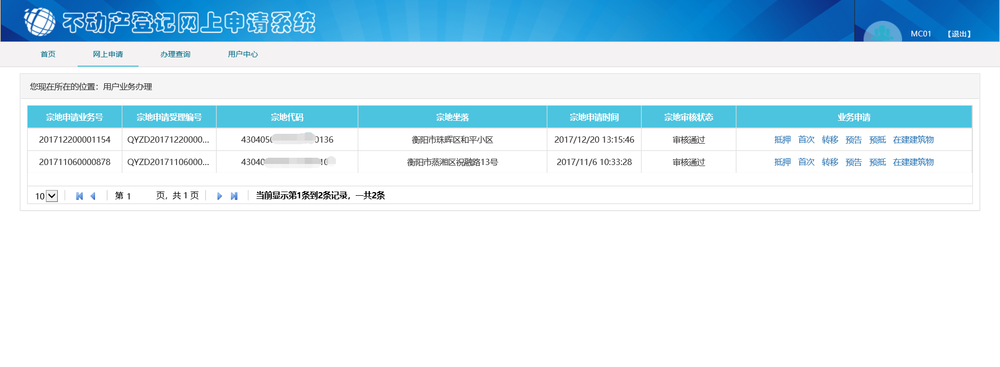 不动产登记网上申请系统
MC01 【退出】
首页 网上申请 办理查询 用户中心
您现在所在的位置：用户业务办理
宗地申请业务号 宗地申请受理编号 宗地代码 宗地坐落 宗地申请时间 宗地审核状态 业务申请
201712200001154 QYZD20171220000... 430405 0136 衡阳市珠晖区和平小区 2017/12/20 13:15:46 审核通过 抵押 首次 转移 预告 预抵 在建建筑物
201711060000878 QYZD20171106000... 43040 10 衡阳市蒸湘区祝融路13号 2017/11/6 10:33:28 审核通过 抵押 首次 转移 预告 预抵 在建建筑物
10 第 1 页，共 1 页 当前显示第1条到2条记录，一共2条